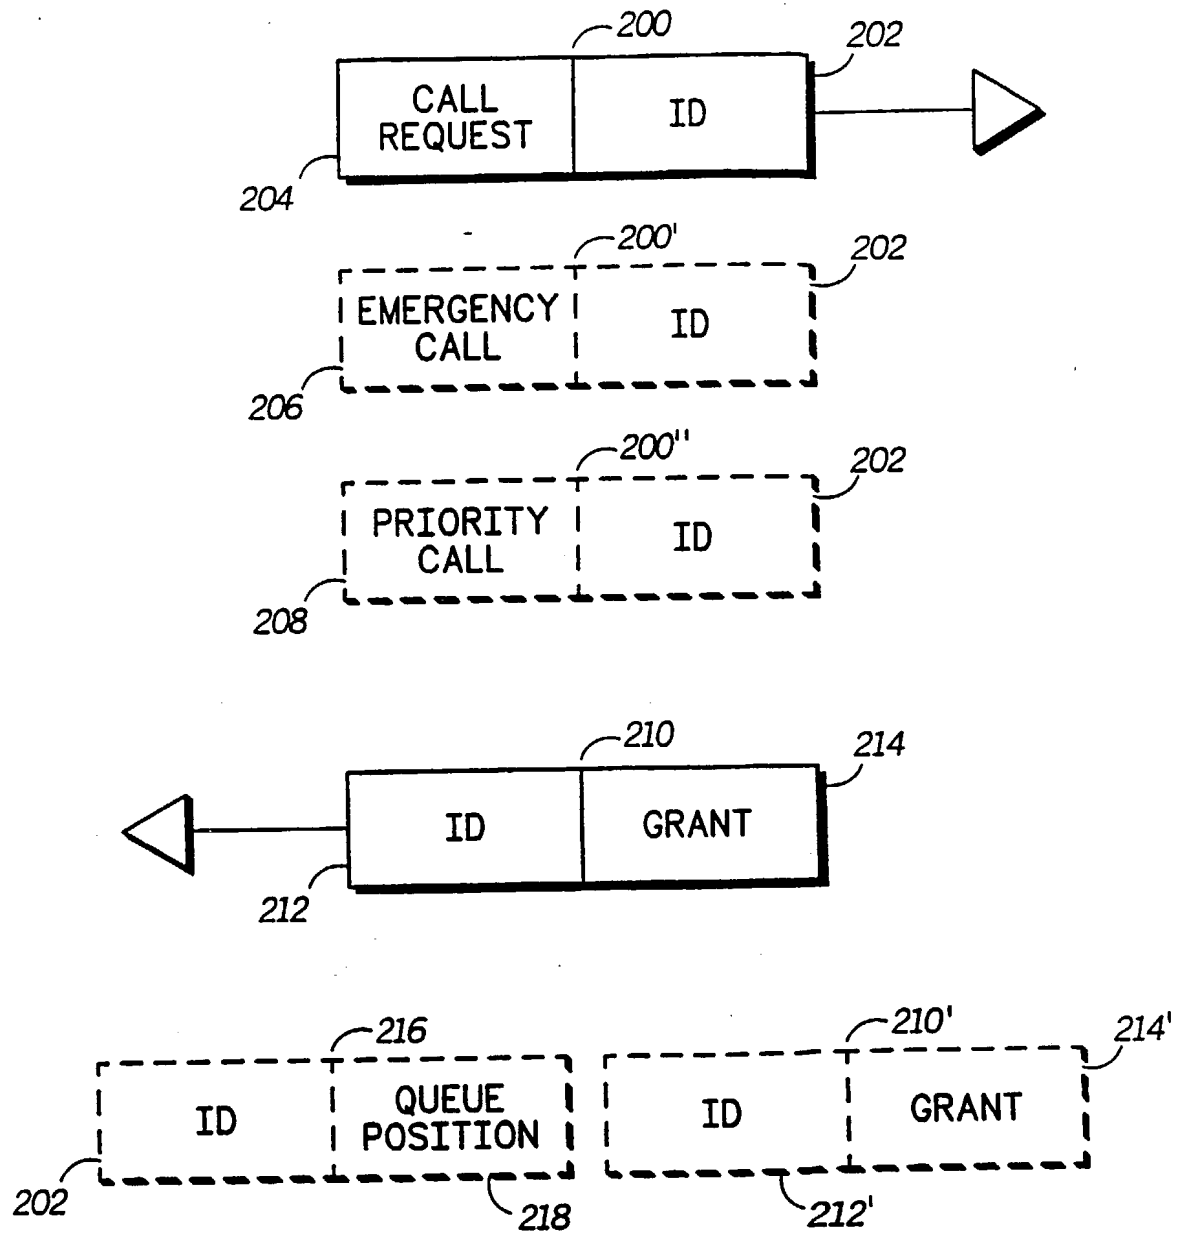 200
202
CALL
REQUEST
ID
204
200'
202
EMERGENCY
CALL
ID
206
200"
202
PRIORITY
CALL
ID
208
210
214
ID
GRANT
212
216
210'
214'
ID
QUEUE
POSITION
ID
GRANT
202
218
212'